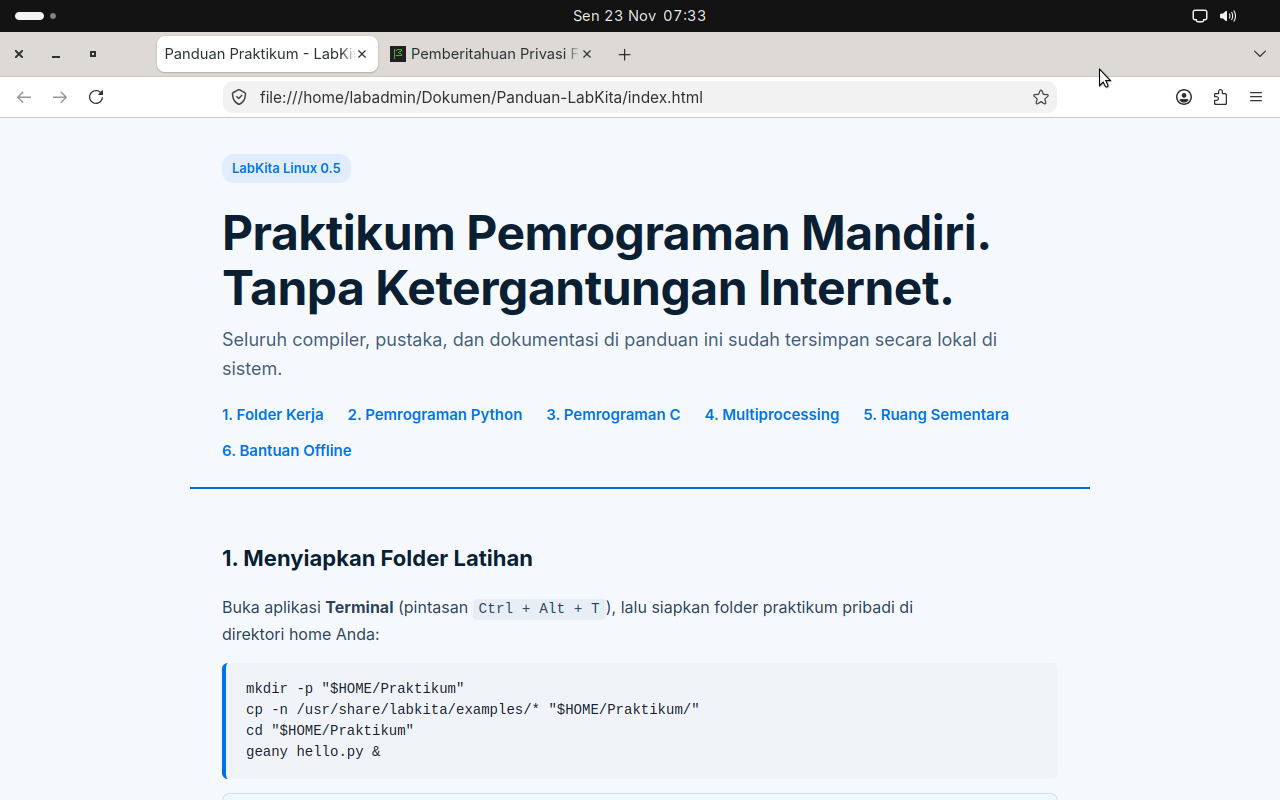 Sen 23 Nov 07:33
Panduan Praktikum - LabKi
Pemberitahuan Privasi F
file:///home/labadmin/Dokumen/Panduan-LabKita/index.html
LabKita Linux 0.5
Praktikum Pemrograman Mandiri.
Tanpa Ketergantungan Internet.
Seluruh compiler, pustaka, dan dokumentasi di panduan ini sudah tersimpan secara lokal di
sistem.
1. Folder Kerja 2. Pemrograman Python 3. Pemrograman C 4. Multiprocessing 5. Ruang Sementara
6. Bantuan Offline
1. Menyiapkan Folder Latihan
Buka aplikasi Terminal (pintasan Ctrl + Alt + T), lalu siapkan folder praktikum pribadi di
direktori home Anda:
mkdir -p "$HOME/Praktikum"
cp -n /usr/share/labkita/examples/* "$HOME/Praktikum/"
cd "$HOME/Praktikum"
geany hello.py &